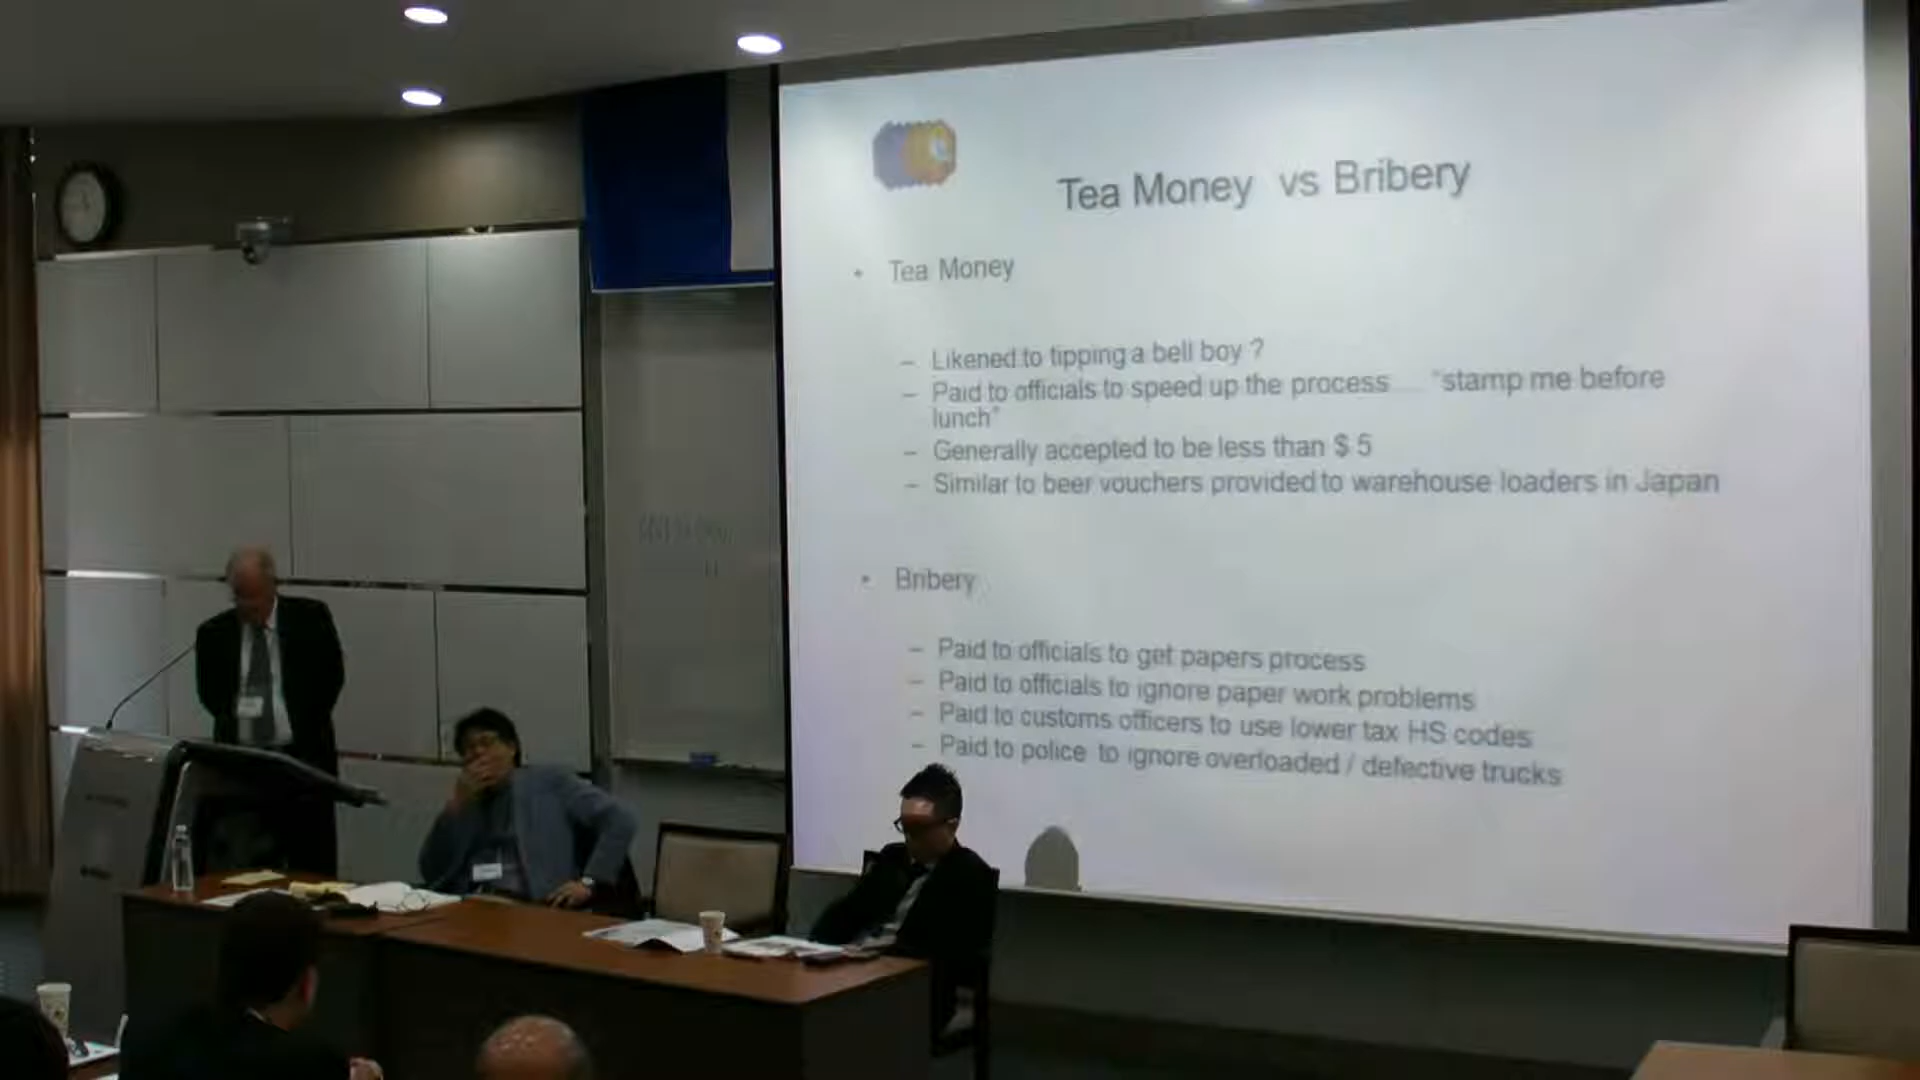 Tea Money vs Bribery
• Tea Money
– Likened to tipping a bell boy ?
– Paid to officials to speed up the process "stamp me before
lunch"
– Generally accepted to be less than $ 5
– Similar to beer vouchers provided to warehouse loaders in Japan
• Bribery
– Paid to officials to get papers process
– Paid to officials to ignore paper work problems
– Paid to customs officers to use lower tax HS codes
– Paid to police to ignore overloaded / defective trucks